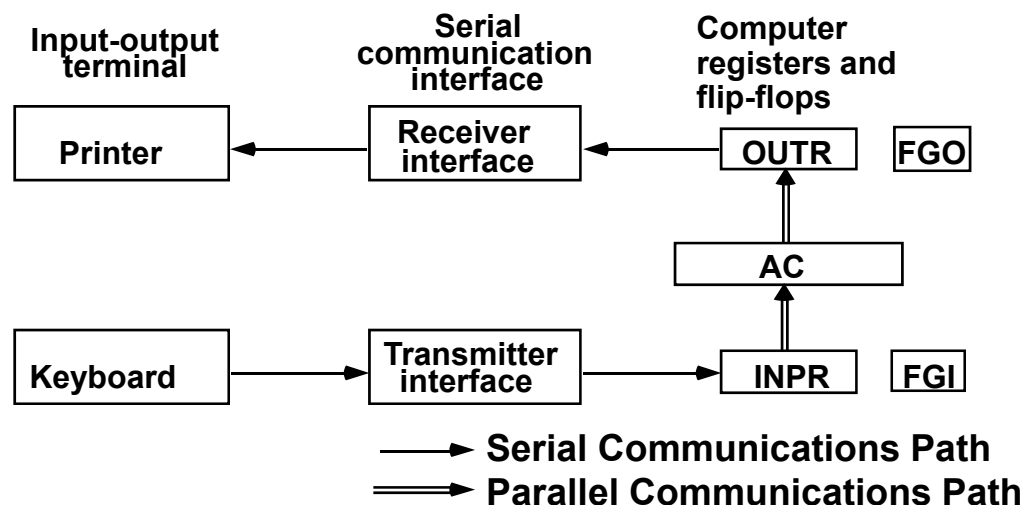 Input-output
terminal
Serial
communication
interface
Computer
registers and
flip-flops
Printer
Receiver
interface
OUTR
FGO
AC
Keyboard
Transmitter
interface
INPR
FGI
Serial Communications Path
Parallel Communications Path